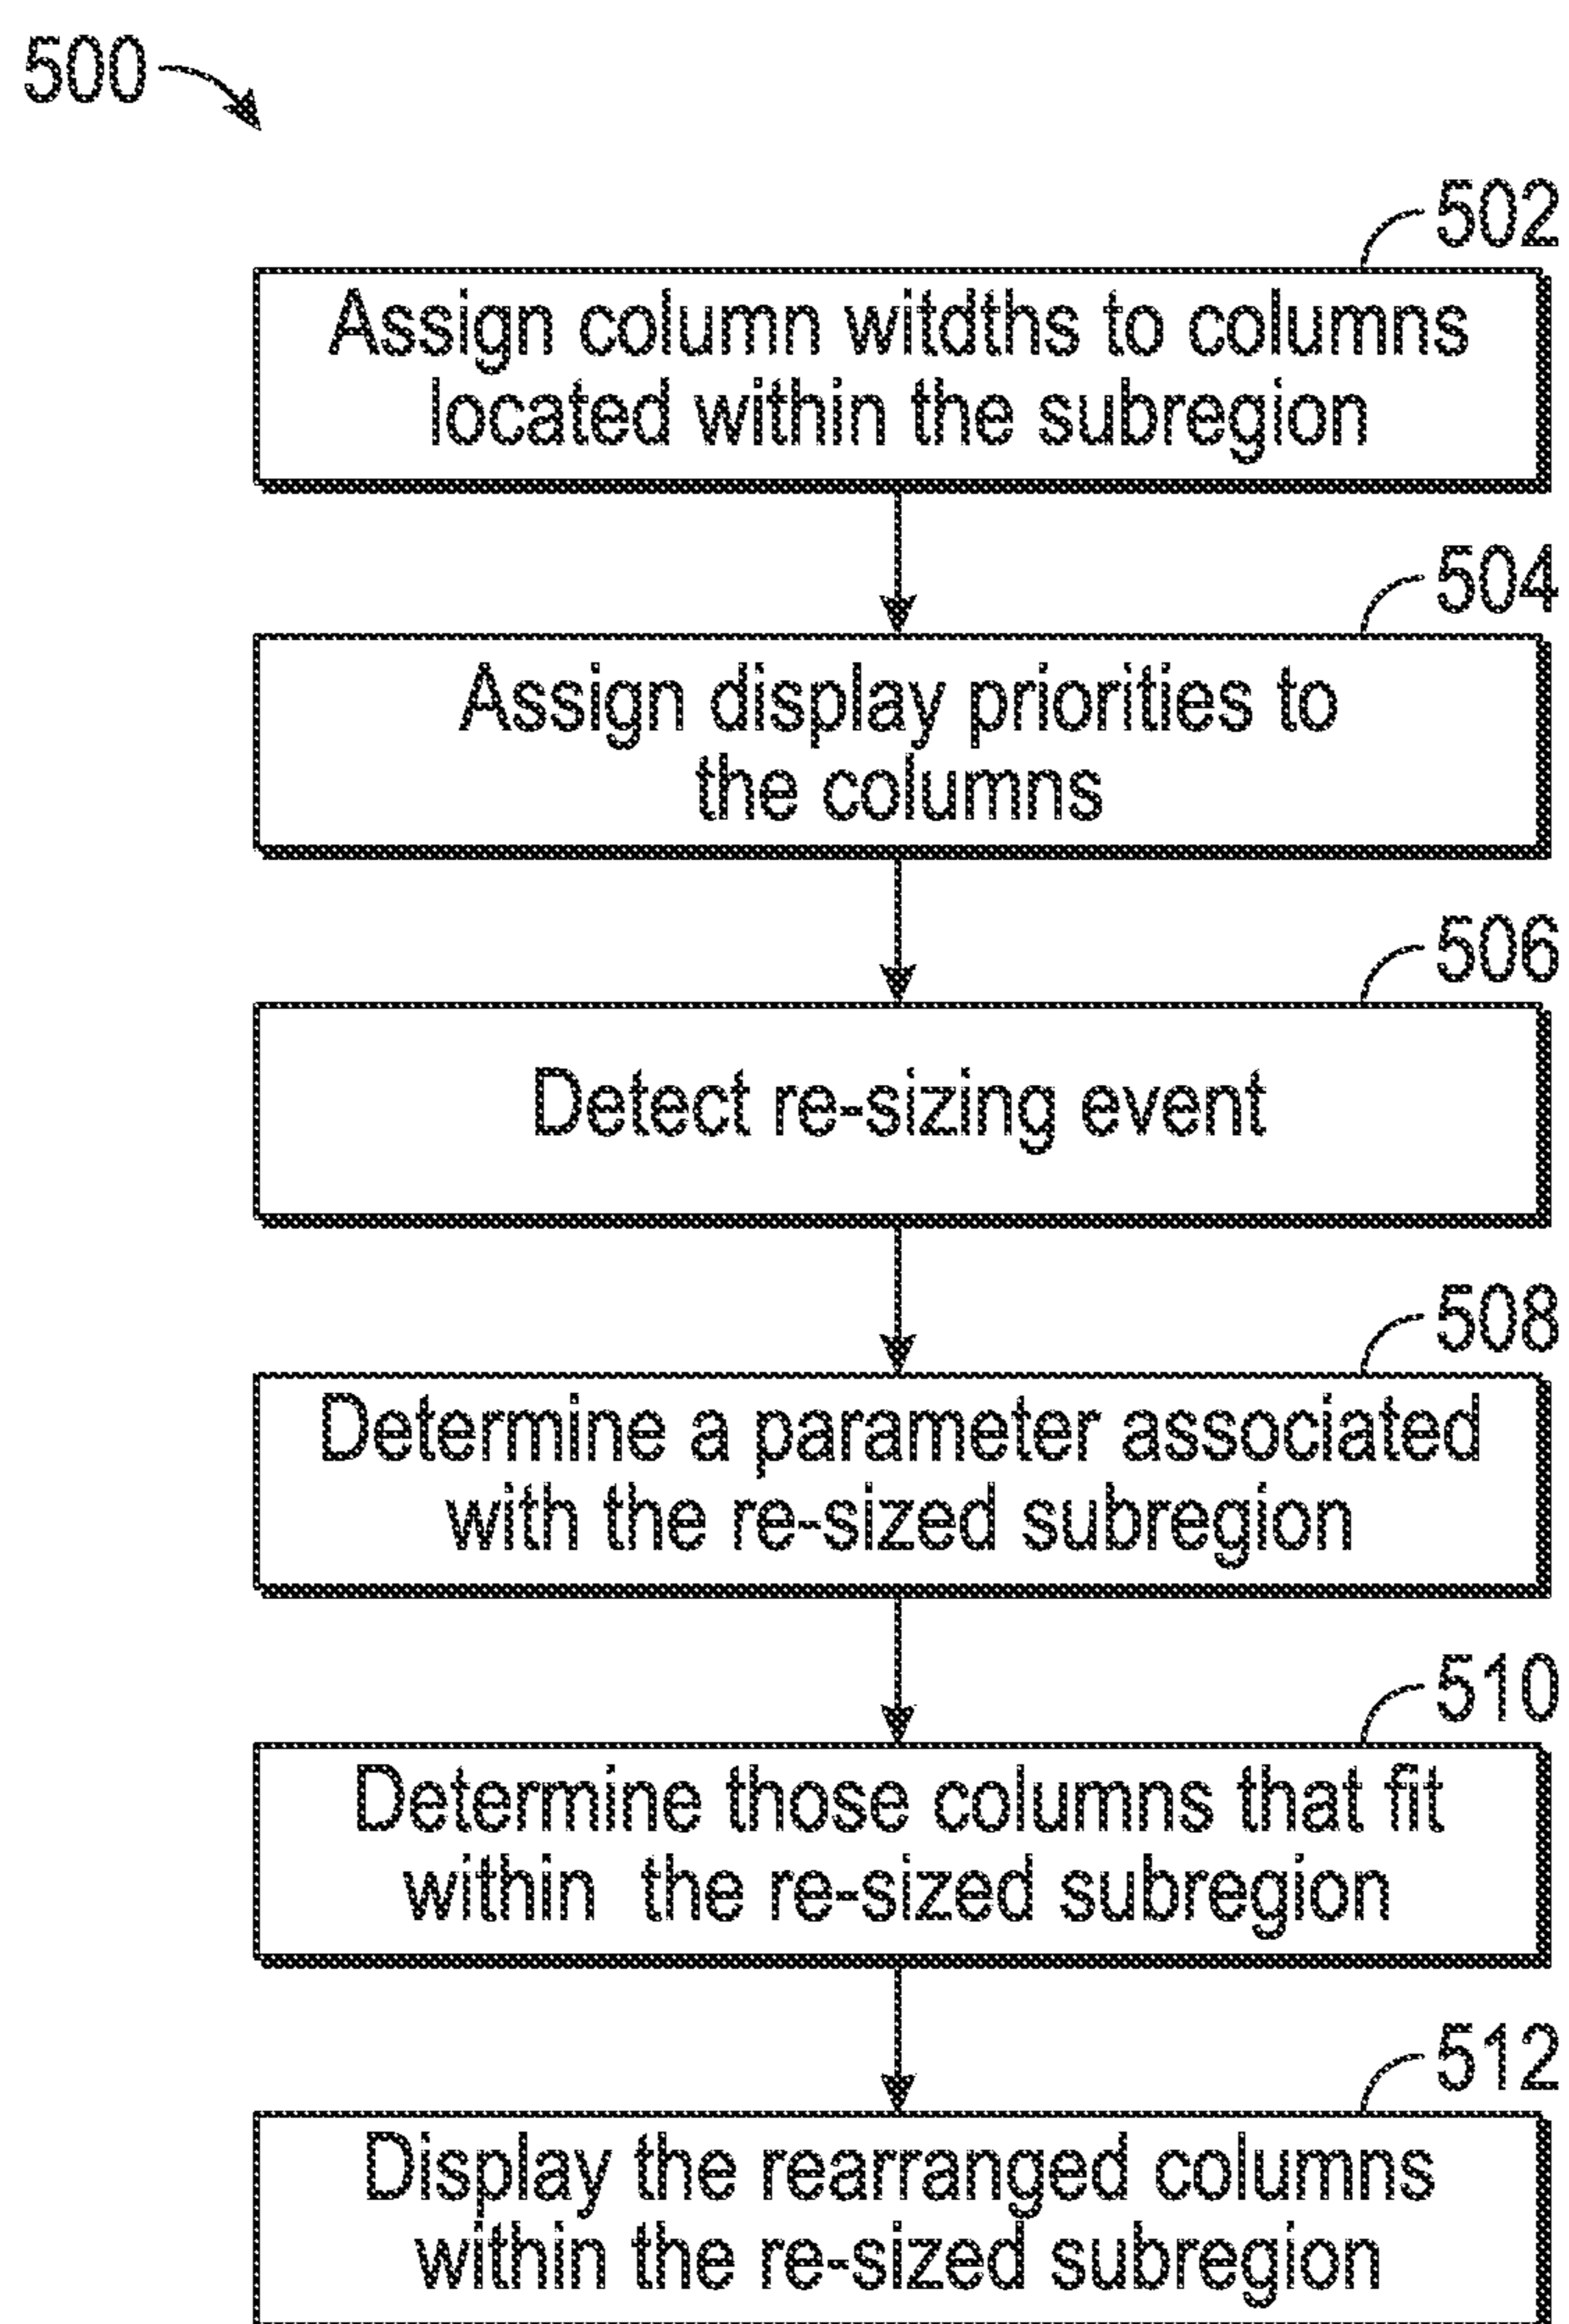 500
502
Assign column witdths to columns
located within the subregion
504
Assign display priorities to
the columns
506
Detect re-sizing event
508
Determine a parameter associated
with the re-sized subregion
510
Determine those columns that fit
within  the re-sized subregion
512
Display the rearranged columns
within the re-sized subregion